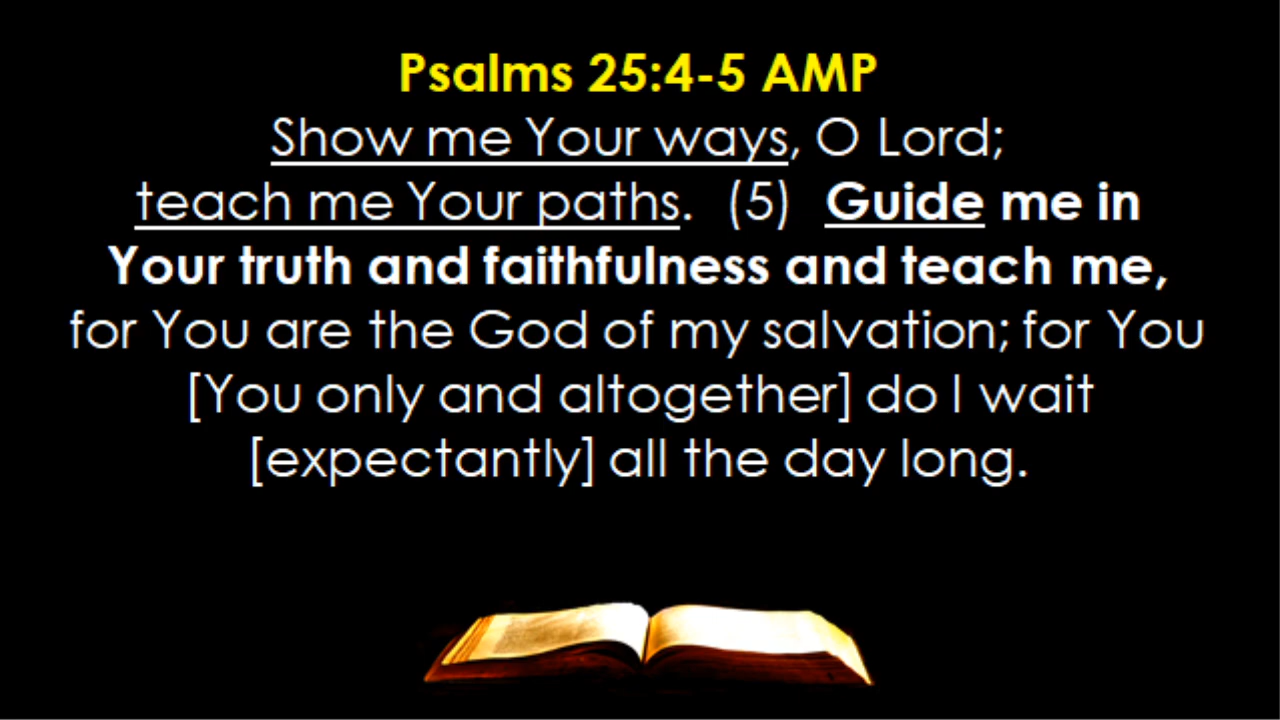 Psalms 25:4-5 AMP
Show me Your ways, O Lord;
teach me Your paths. (5) Guide me in
Your truth and faithfulness and teach me,
for You are the God of my salvation; for You
[You only and altogether] do I wait
[expectantly] all the day long.